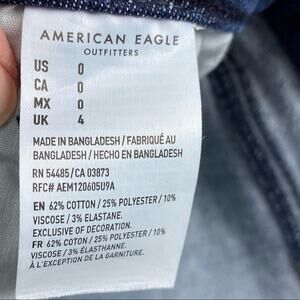 AMERICAN EAGLE
OUTFITTERS
US 0
CA 0
MX 0
UK 4
MADE IN BANGLADESH / FABRIQUÉ AU
BANGLADESH / HECHO EN BANGLADESH
RN 54485/CA 03873
RFC# AEM120605U9A
EN 62% COTTON / 25% POLYESTER / 10%
VISCOSE / 3% ELASTANE.
EXCLUSIVE OF DECORATION.
FR 62% COTON / 25% POLYESTER / 10%
VISCOSE / 3% ÉLASTHANNE.
À L'EXCEPTION DE LA GARNITURE.